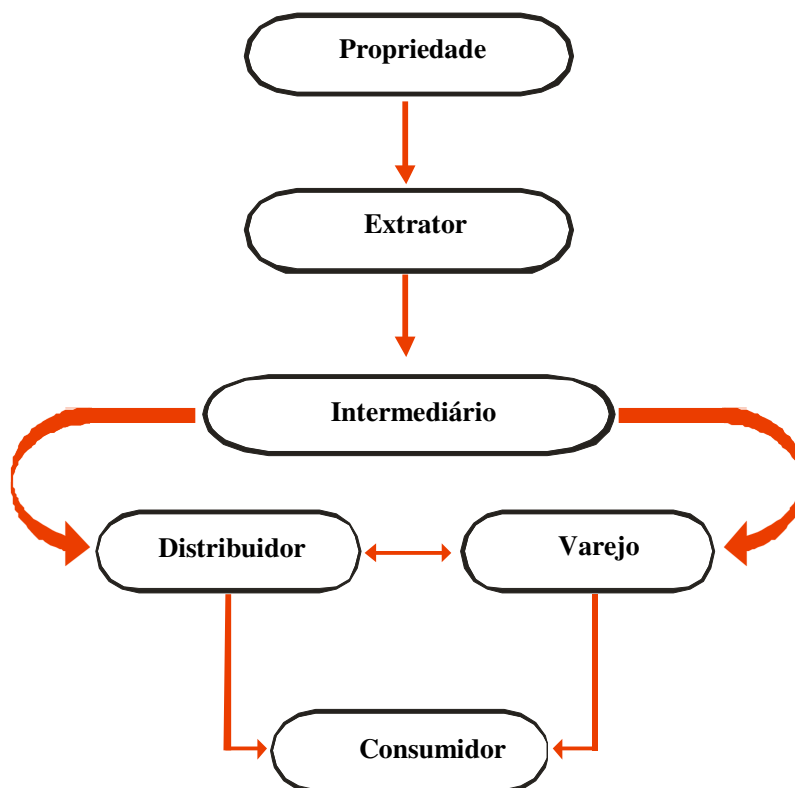 Propriedade
Extrator
Intermediário
Distribuidor
Varejo
Consumidor